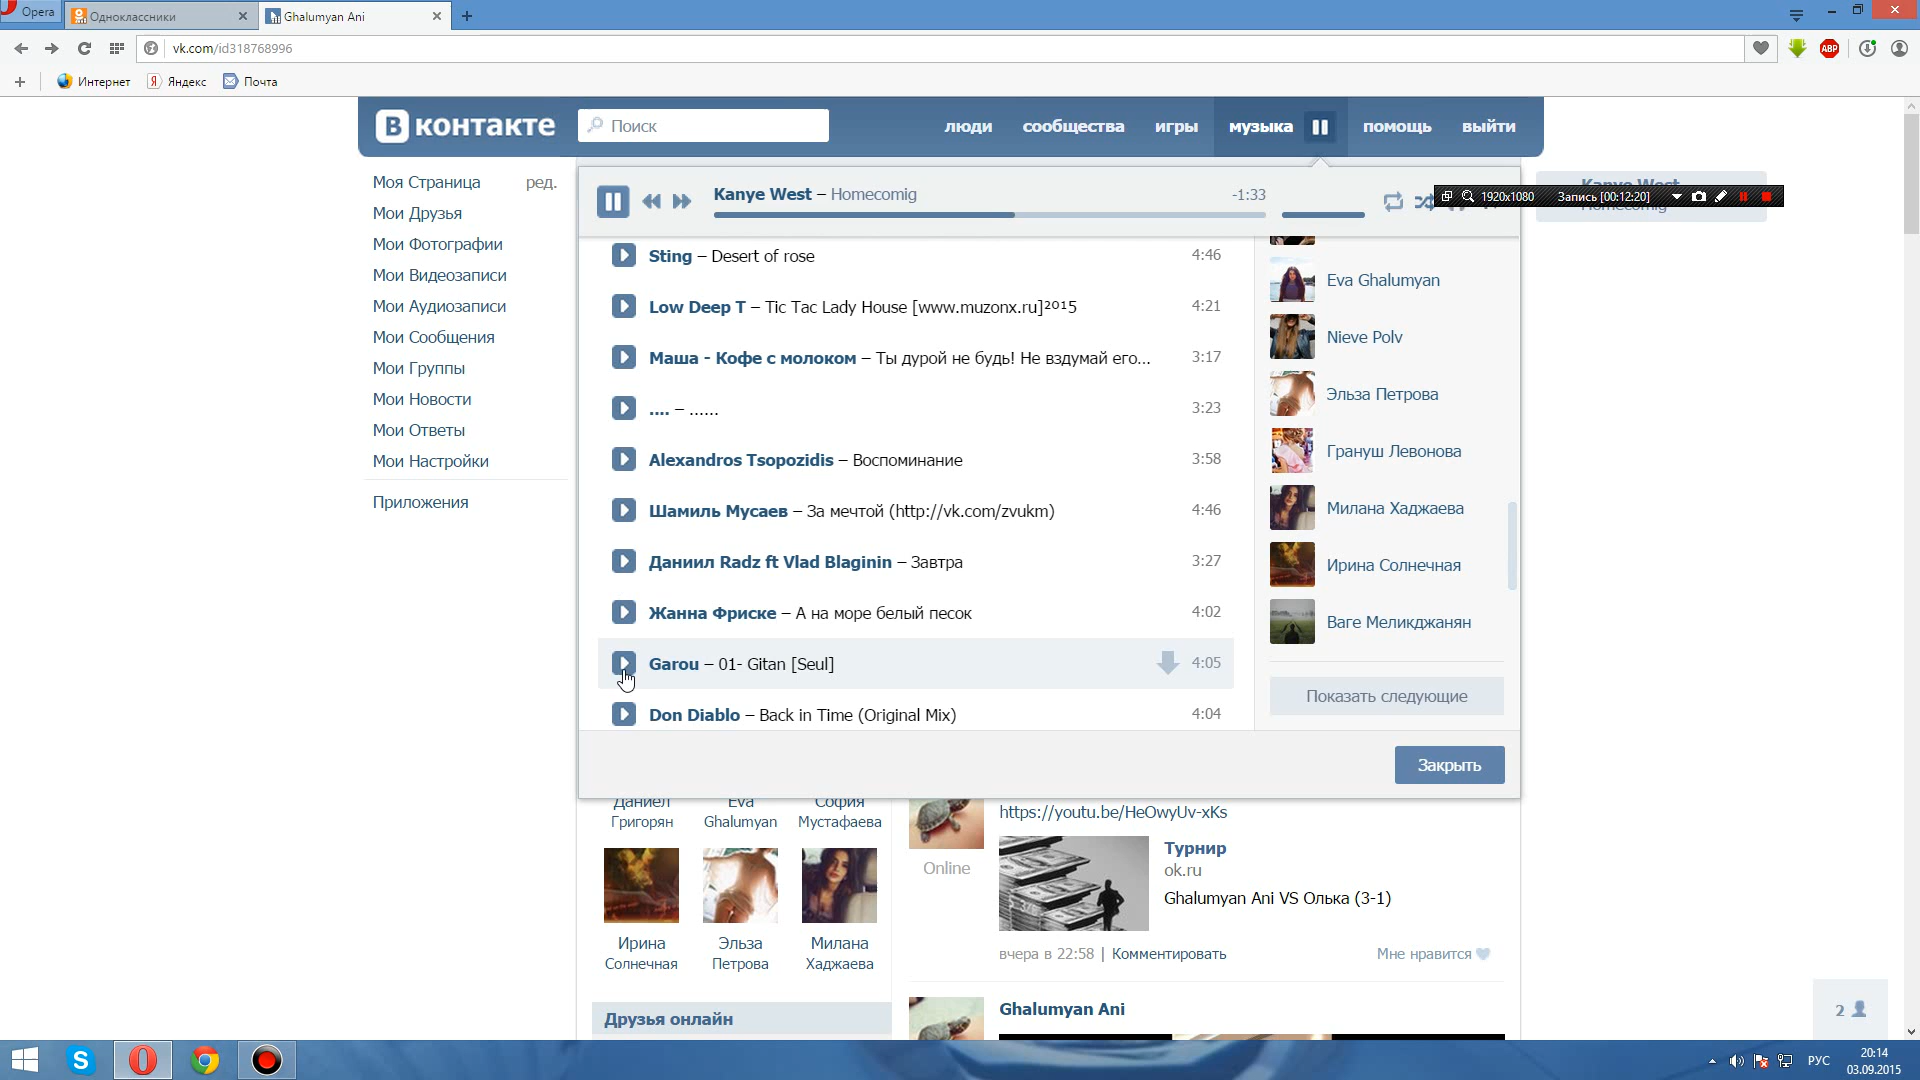 Opera
Одноклассники
Ghalumyan Ani
vk.com/id318768996
ABP
Интернет
Яндекс
Почта
В контакте
Поиск
люди
сообщества
игры
музыка
помощь
выйти
Моя Страница
ред.
Мои Друзья
Мои Фотографии
Мои Видеозаписи
Мои Аудиозаписи
Мои Сообщения
Мои Группы
Мои Новости
Мои Ответы
Мои Настройки
Приложения
Kanye West – Homecomig
-1:33
1920x1080
Запись [00:12:20]
Sting – Desert of rose 4:46
Low Deep T – Tic Tac Lady House [www.muzonx.ru]²⁰¹5 4:21
Маша - Кофе с молоком – Ты дурой не будь! Не вздумай его... 3:17
.... – ...... 3:23
Alexandros Tsopozidis – Воспоминание 3:58
Шамиль Мусаев – За мечтой (http://vk.com/zvukm) 4:46
Даниил Radz ft Vlad Blaginin – Завтра 3:27
Жанна Фриске – А на море белый песок 4:02
Garou – 01- Gitan [Seul] 4:05
Don Diablo – Back in Time (Original Mix) 4:04
Eva Ghalumyan
Nieve Polv
Эльза Петрова
Грануш Левонова
Милана Хаджаева
Ирина Солнечная
Ваге Меликджанян
Показать следующие
Закрыть
Даниел
Григорян
Eva
Ghalumyan
София
Мустафаева
Ирина
Солнечная
Эльза
Петрова
Милана
Хаджаева
Друзья онлайн
https://youtu.be/HeOwyUv-xKs
Online
Турнир
ok.ru
Ghalumyan Ani VS Олька (3-1)
вчера в 22:58 | Комментировать
Мне нравится
Ghalumyan Ani
2
РУС
20:14
03.09.2015